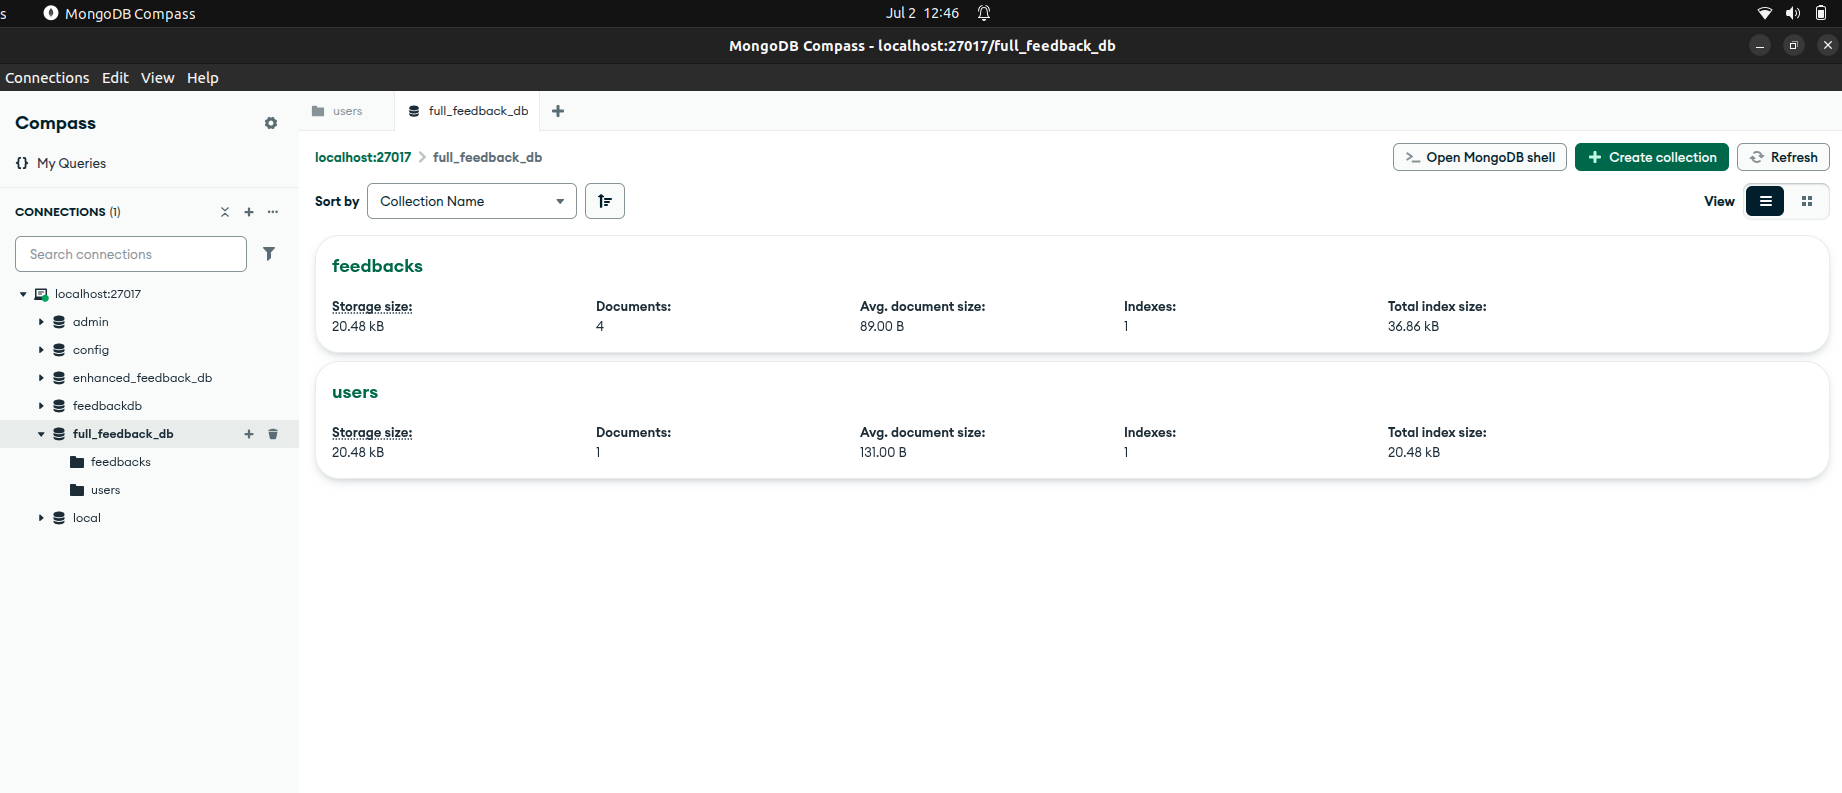 s MongoDB Compass Jul 2 12:46
MongoDB Compass - localhost:27017/full_feedback_db
Connections Edit View Help
Compass
{} My Queries
CONNECTIONS (1)
Search connections
localhost:27017
admin
config
enhanced_feedback_db
feedbackdb
full_feedback_db
feedbacks
users
local
users full_feedback_db
localhost:27017 full_feedback_db
>_ Open MongoDB shell Create collection Refresh
Sort by Collection Name View
feedbacks
Storage size: Documents: Avg. document size: Indexes: Total index size:
20.48 kB 4 89.00 B 1 36.86 kB
users
Storage size: Documents: Avg. document size: Indexes: Total index size:
20.48 kB 1 131.00 B 1 20.48 kB